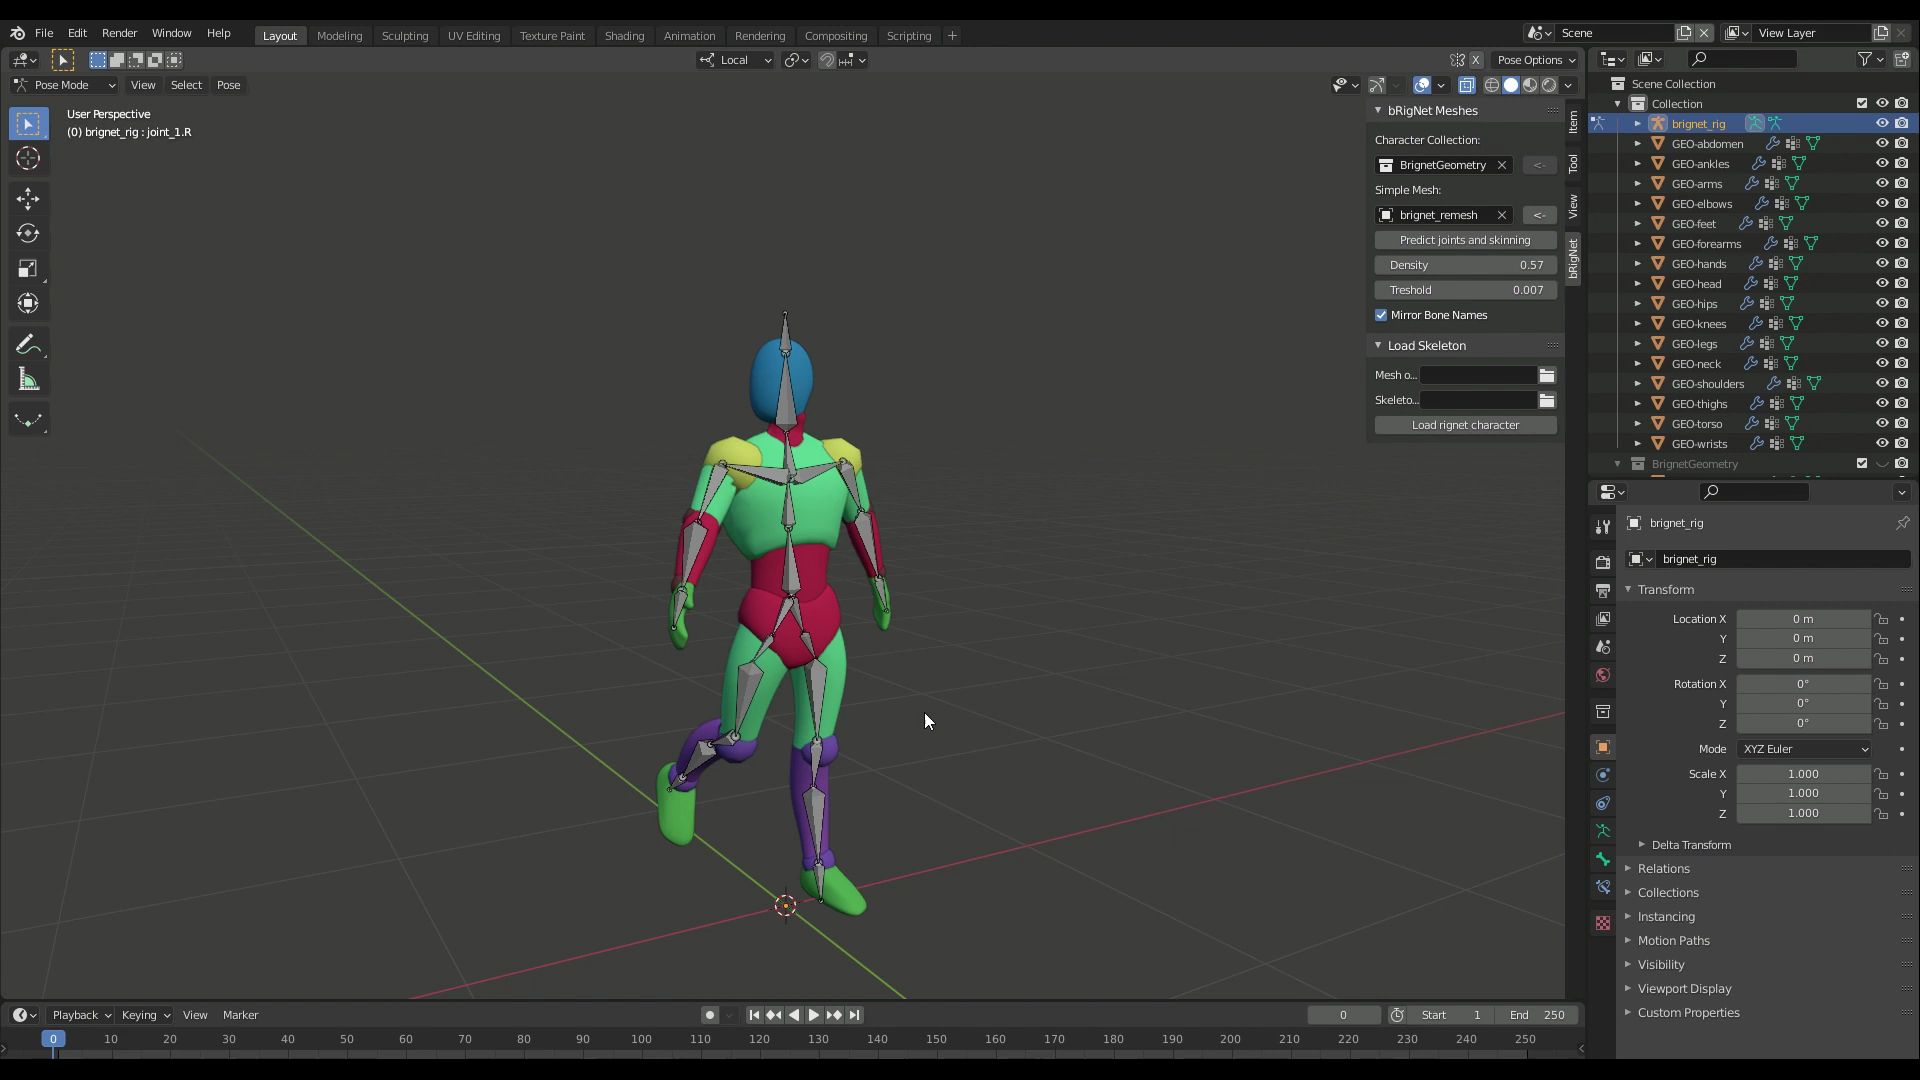 File Edit Render Window Help Layout Modeling Sculpting UV Editing Texture Paint Shading Animation Rendering Compositing Scripting + Scene View Layer
Local X Pose Options
Pose Mode View Select Pose
User Perspective
(0) brignet_rig : joint_1.R
bRigNet Meshes
Character Collection:
BrignetGeometry <-
Simple Mesh:
brignet_remesh <-
Predict joints and skinning
Density 0.57
Treshold 0.007
Mirror Bone Names
Load Skeleton
Mesh o...
Skeleto...
Load rignet character
Item
Tool
View
bRigNet
Scene Collection
Collection
brignet_rig
GEO-abdomen
GEO-ankles
GEO-arms
GEO-elbows
GEO-feet
GEO-forearms
GEO-hands
GEO-head
GEO-hips
GEO-knees
GEO-legs
GEO-neck
GEO-shoulders
GEO-thighs
GEO-torso
GEO-wrists
BrignetGeometry
brignet_rig
brignet_rig
Transform
Location X 0 m
Y 0 m
Z 0 m
Rotation X 0°
Y 0°
Z 0°
Mode XYZ Euler
Scale X 1.000
Y 1.000
Z 1.000
Delta Transform
Relations
Collections
Instancing
Motion Paths
Visibility
Viewport Display
Custom Properties
Playback Keying View Marker 0 Start 1 End 250
0 10 20 30 40 50 60 70 80 90 100 110 120 130 140 150 160 170 180 190 200 210 220 230 240 250